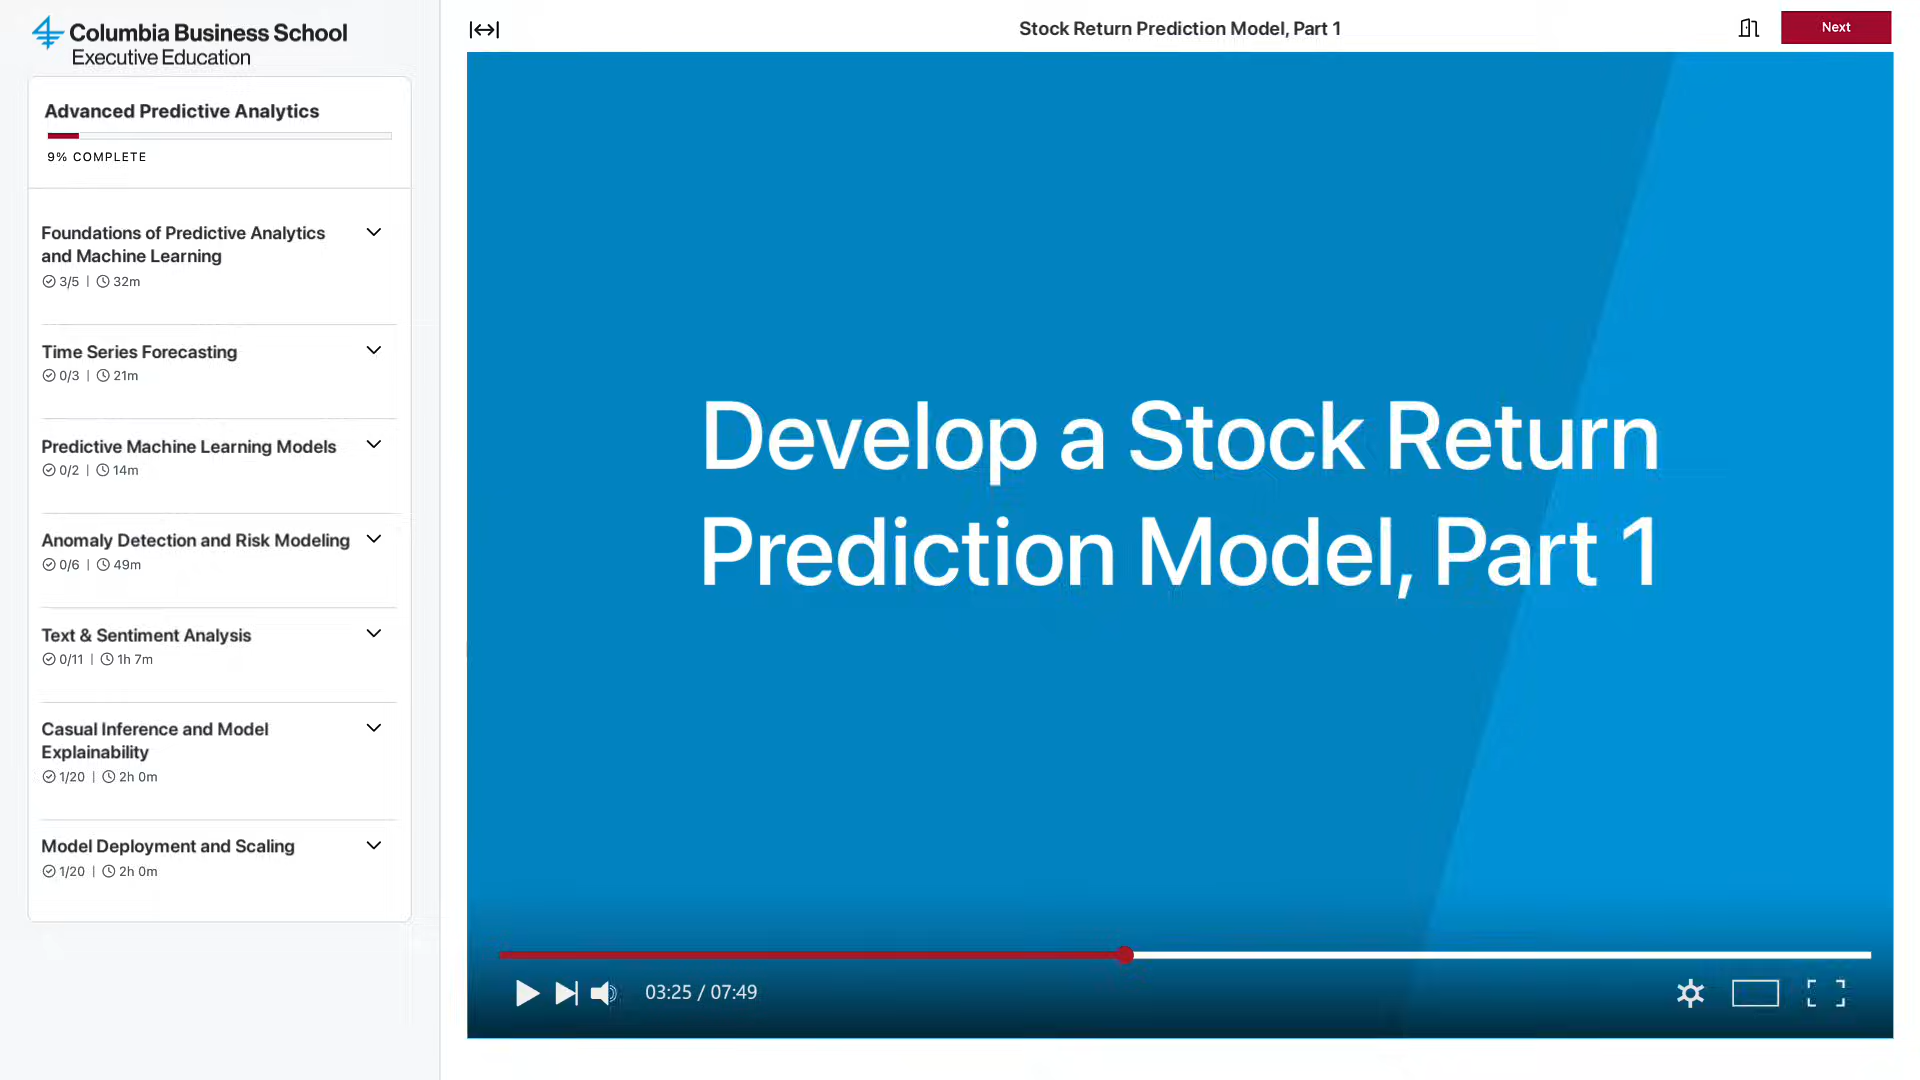 Columbia Business School
Executive Education
Advanced Predictive Analytics
9% COMPLETE
Foundations of Predictive Analytics
and Machine Learning
3/5 | 32m
Time Series Forecasting
0/3 | 21m
Predictive Machine Learning Models
0/2 | 14m
Anomaly Detection and Risk Modeling
0/6 | 49m
Text & Sentiment Analysis
0/11 | 1h 7m
Casual Inference and Model
Explainability
1/20 | 2h 0m
Model Deployment and Scaling
1/20 | 2h 0m
Stock Return Prediction Model, Part 1
Next
Develop a Stock Return
Prediction Model, Part 1
03:25 / 07:49